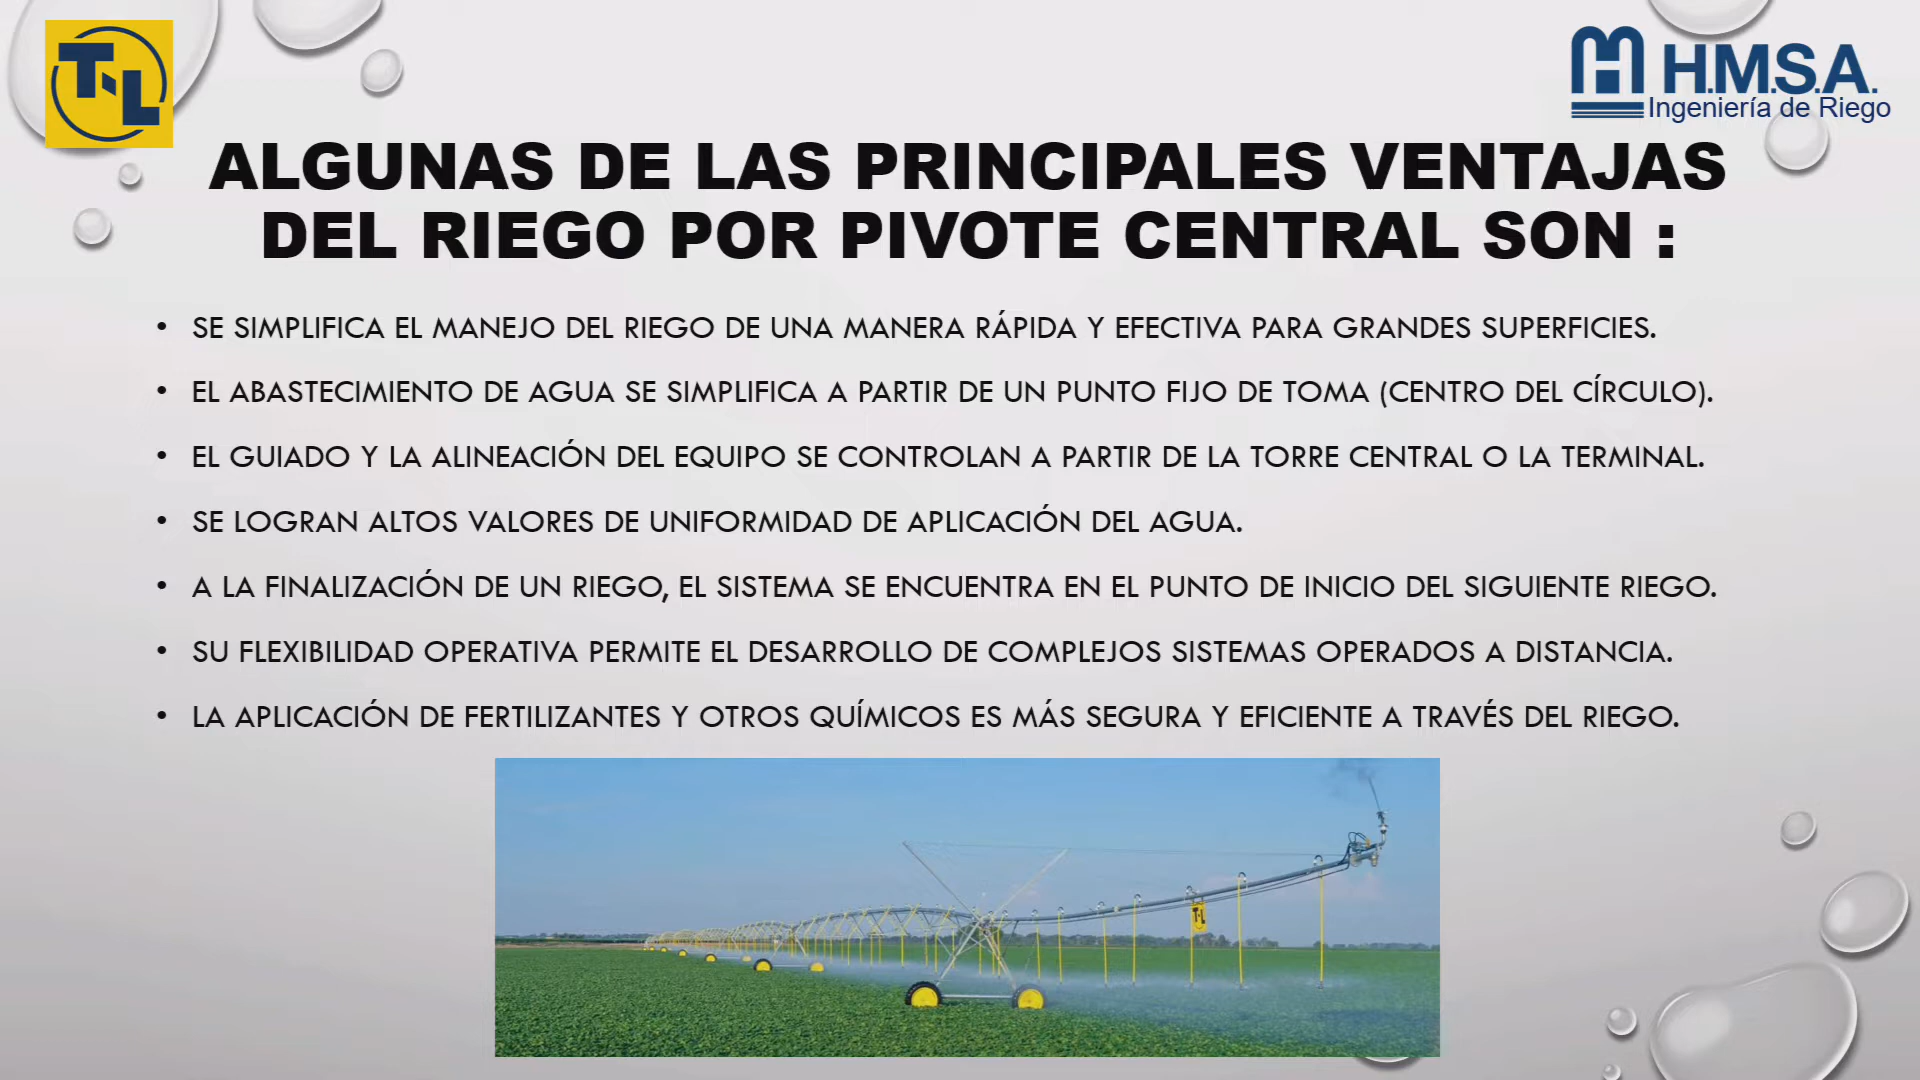 T-L
H.M.S.A.
Ingeniería de Riego
ALGUNAS DE LAS PRINCIPALES VENTAJAS
DEL RIEGO POR PIVOTE CENTRAL SON :
• SE SIMPLIFICA EL MANEJO DEL RIEGO DE UNA MANERA RÁPIDA Y EFECTIVA PARA GRANDES SUPERFICIES.
• EL ABASTECIMIENTO DE AGUA SE SIMPLIFICA A PARTIR DE UN PUNTO FIJO DE TOMA (CENTRO DEL CÍRCULO).
• EL GUIADO Y LA ALINEACIÓN DEL EQUIPO SE CONTROLAN A PARTIR DE LA TORRE CENTRAL O LA TERMINAL.
• SE LOGRAN ALTOS VALORES DE UNIFORMIDAD DE APLICACIÓN DEL AGUA.
• A LA FINALIZACIÓN DE UN RIEGO, EL SISTEMA SE ENCUENTRA EN EL PUNTO DE INICIO DEL SIGUIENTE RIEGO.
• SU FLEXIBILIDAD OPERATIVA PERMITE EL DESARROLLO DE COMPLEJOS SISTEMAS OPERADOS A DISTANCIA.
• LA APLICACIÓN DE FERTILIZANTES Y OTROS QUÍMICOS ES MÁS SEGURA Y EFICIENTE A TRAVÉS DEL RIEGO.
T-L